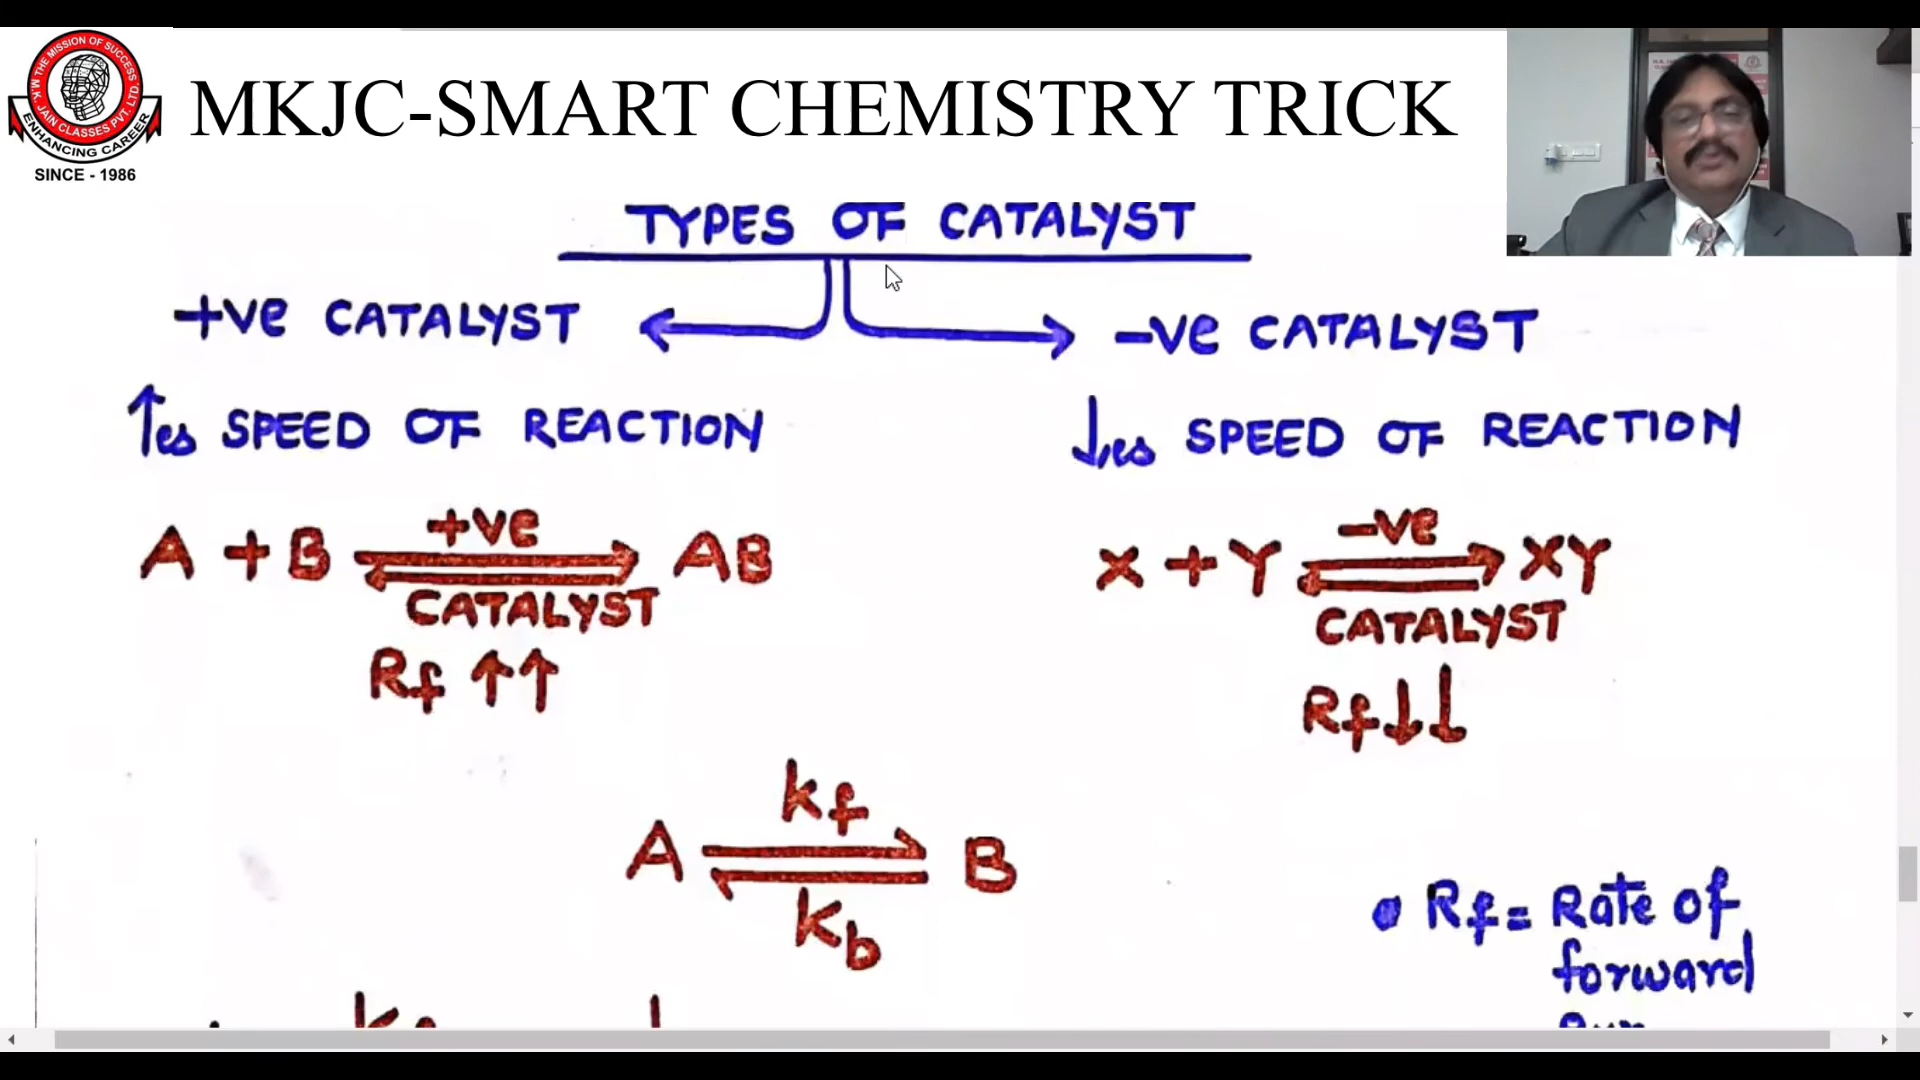 M.K. JAIN CLASSES PVT. LTD.
IN THE MISSION OF SUCCESS
ENHANCING CAREER
SINCE - 1986
MKJC-SMART CHEMISTRY TRICK
TYPES OF CATALYST
+ve CATALYST
-ve CATALYST
↑es SPEED OF REACTION
↓es SPEED OF REACTION
A + B +ve ⇌ AB
CATALYST
Rf ↑↑
X + Y -ve ⇌ XY
CATALYST
Rf ↓↓
kf
A ⇌ B
kb
• Rf = Rate of
forward